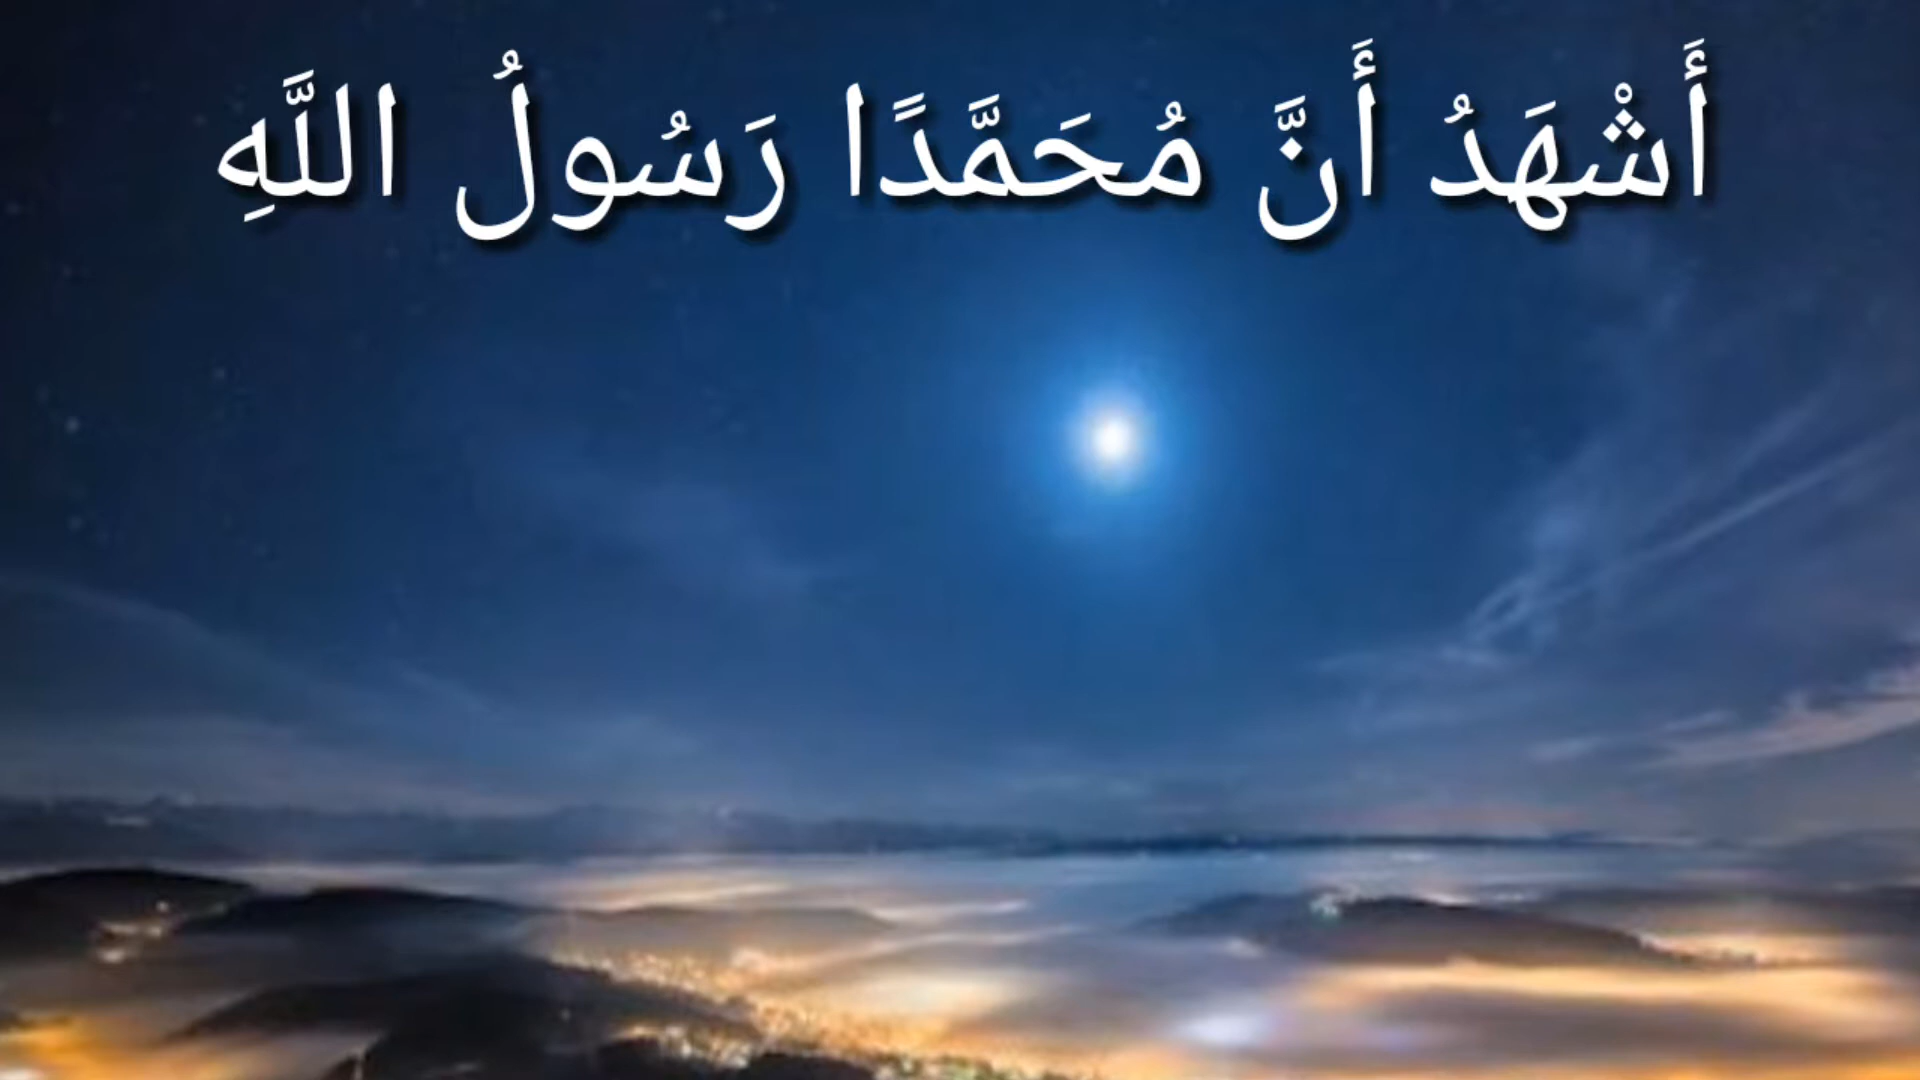 أَشْهَدُ أَنَّ مُحَمَّدًا رَسُولُ اللَّهِ